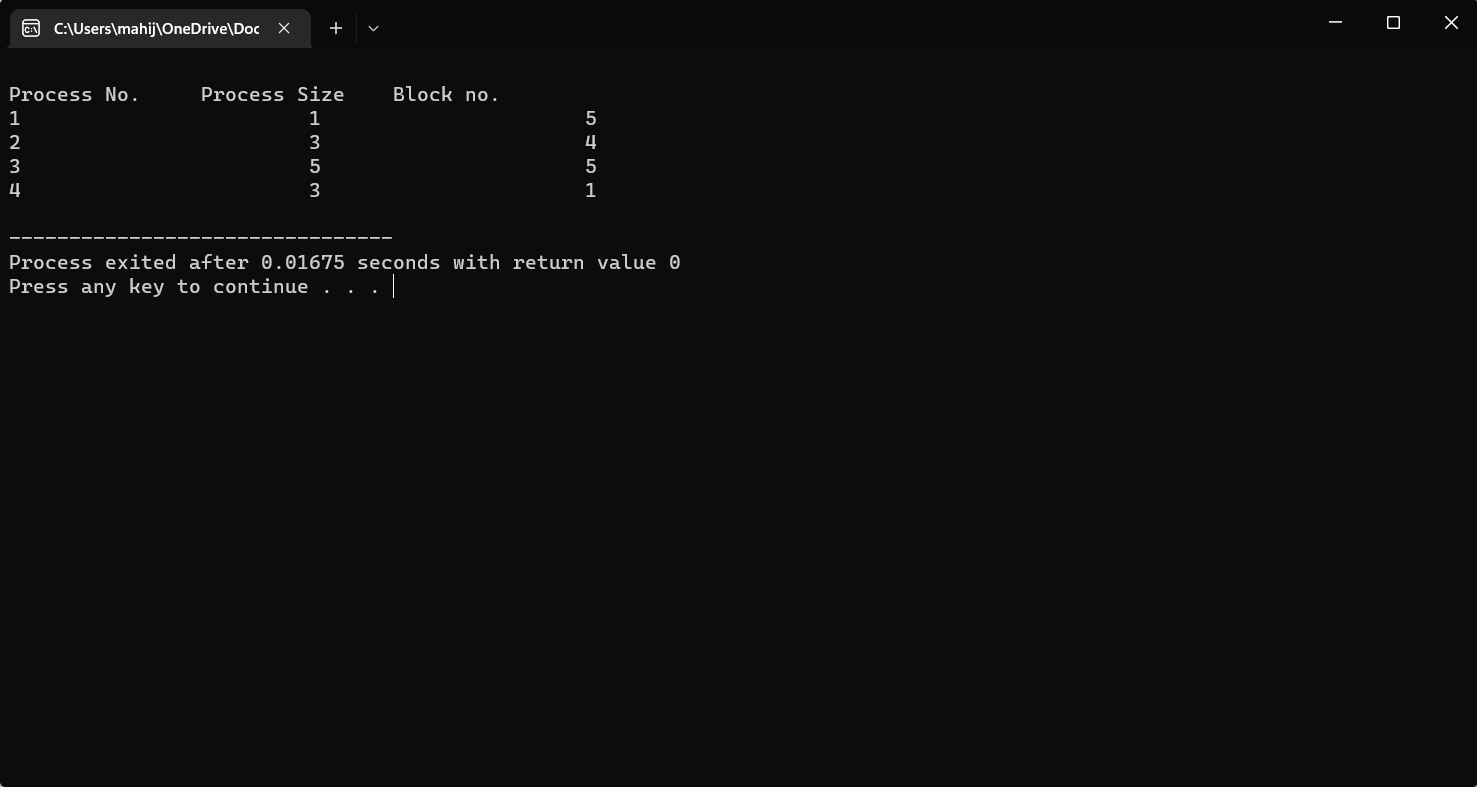 C:\Users\mahij\OneDrive\Doc
Process No. Process Size Block no.
1 1 5
2 3 4
3 5 5
4 3 1
--------------------------------
Process exited after 0.01675 seconds with return value 0
Press any key to continue . . .